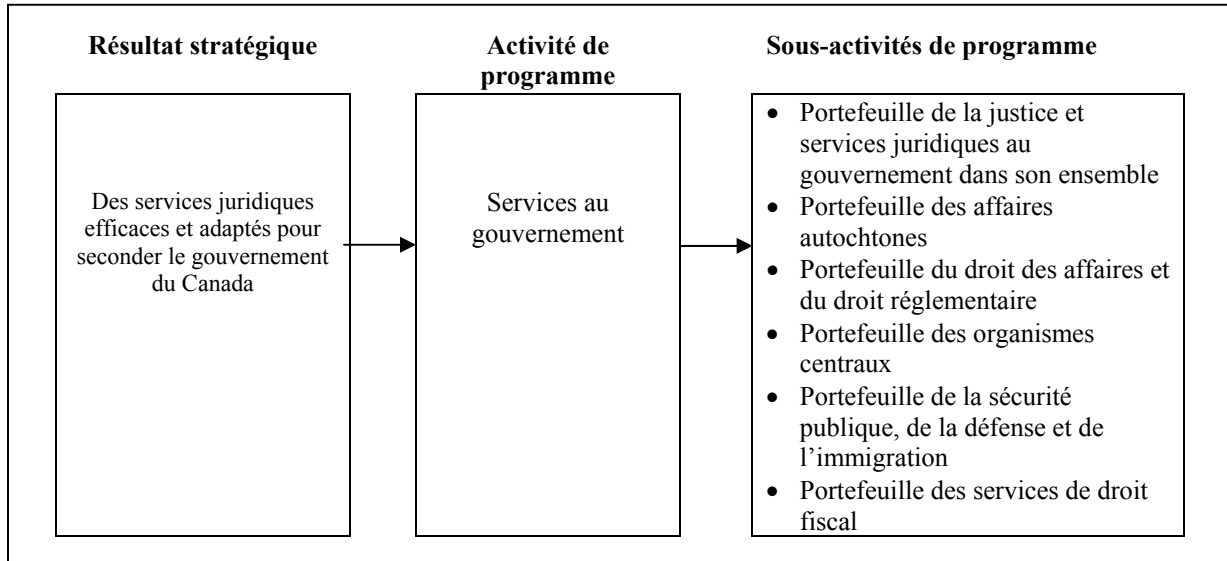 Résultat stratégique
Activité de
programme
Sous-activités de programme
Des services juridiques
efficaces et adaptés pour
seconder le gouvernement
du Canada
Services au
gouvernement
• Portefeuille de la justice et
services juridiques au
gouvernement dans son ensemble
• Portefeuille des affaires
autochtones
• Portefeuille du droit des affaires et
du droit réglementaire
• Portefeuille des organismes
centraux
• Portefeuille de la sécurité
publique, de la défense et de
l’immigration
• Portefeuille des services de droit
fiscal